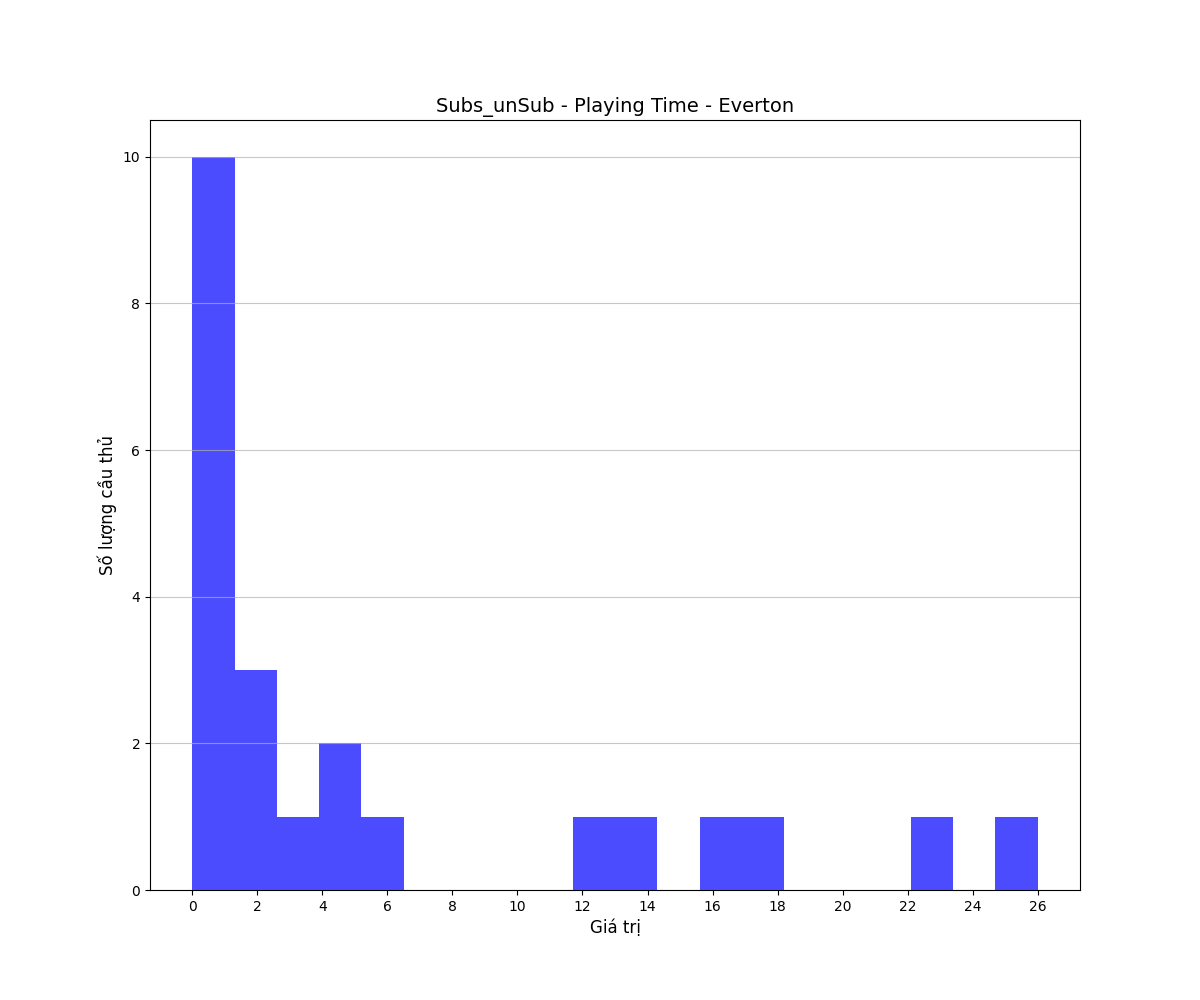 Subs_unSub - Playing Time - Everton
10
8
6
4
2
0
Số lượng cầu thủ
0 2 4 6 8 10 12 14 16 18 20 22 24 26
Giá trị